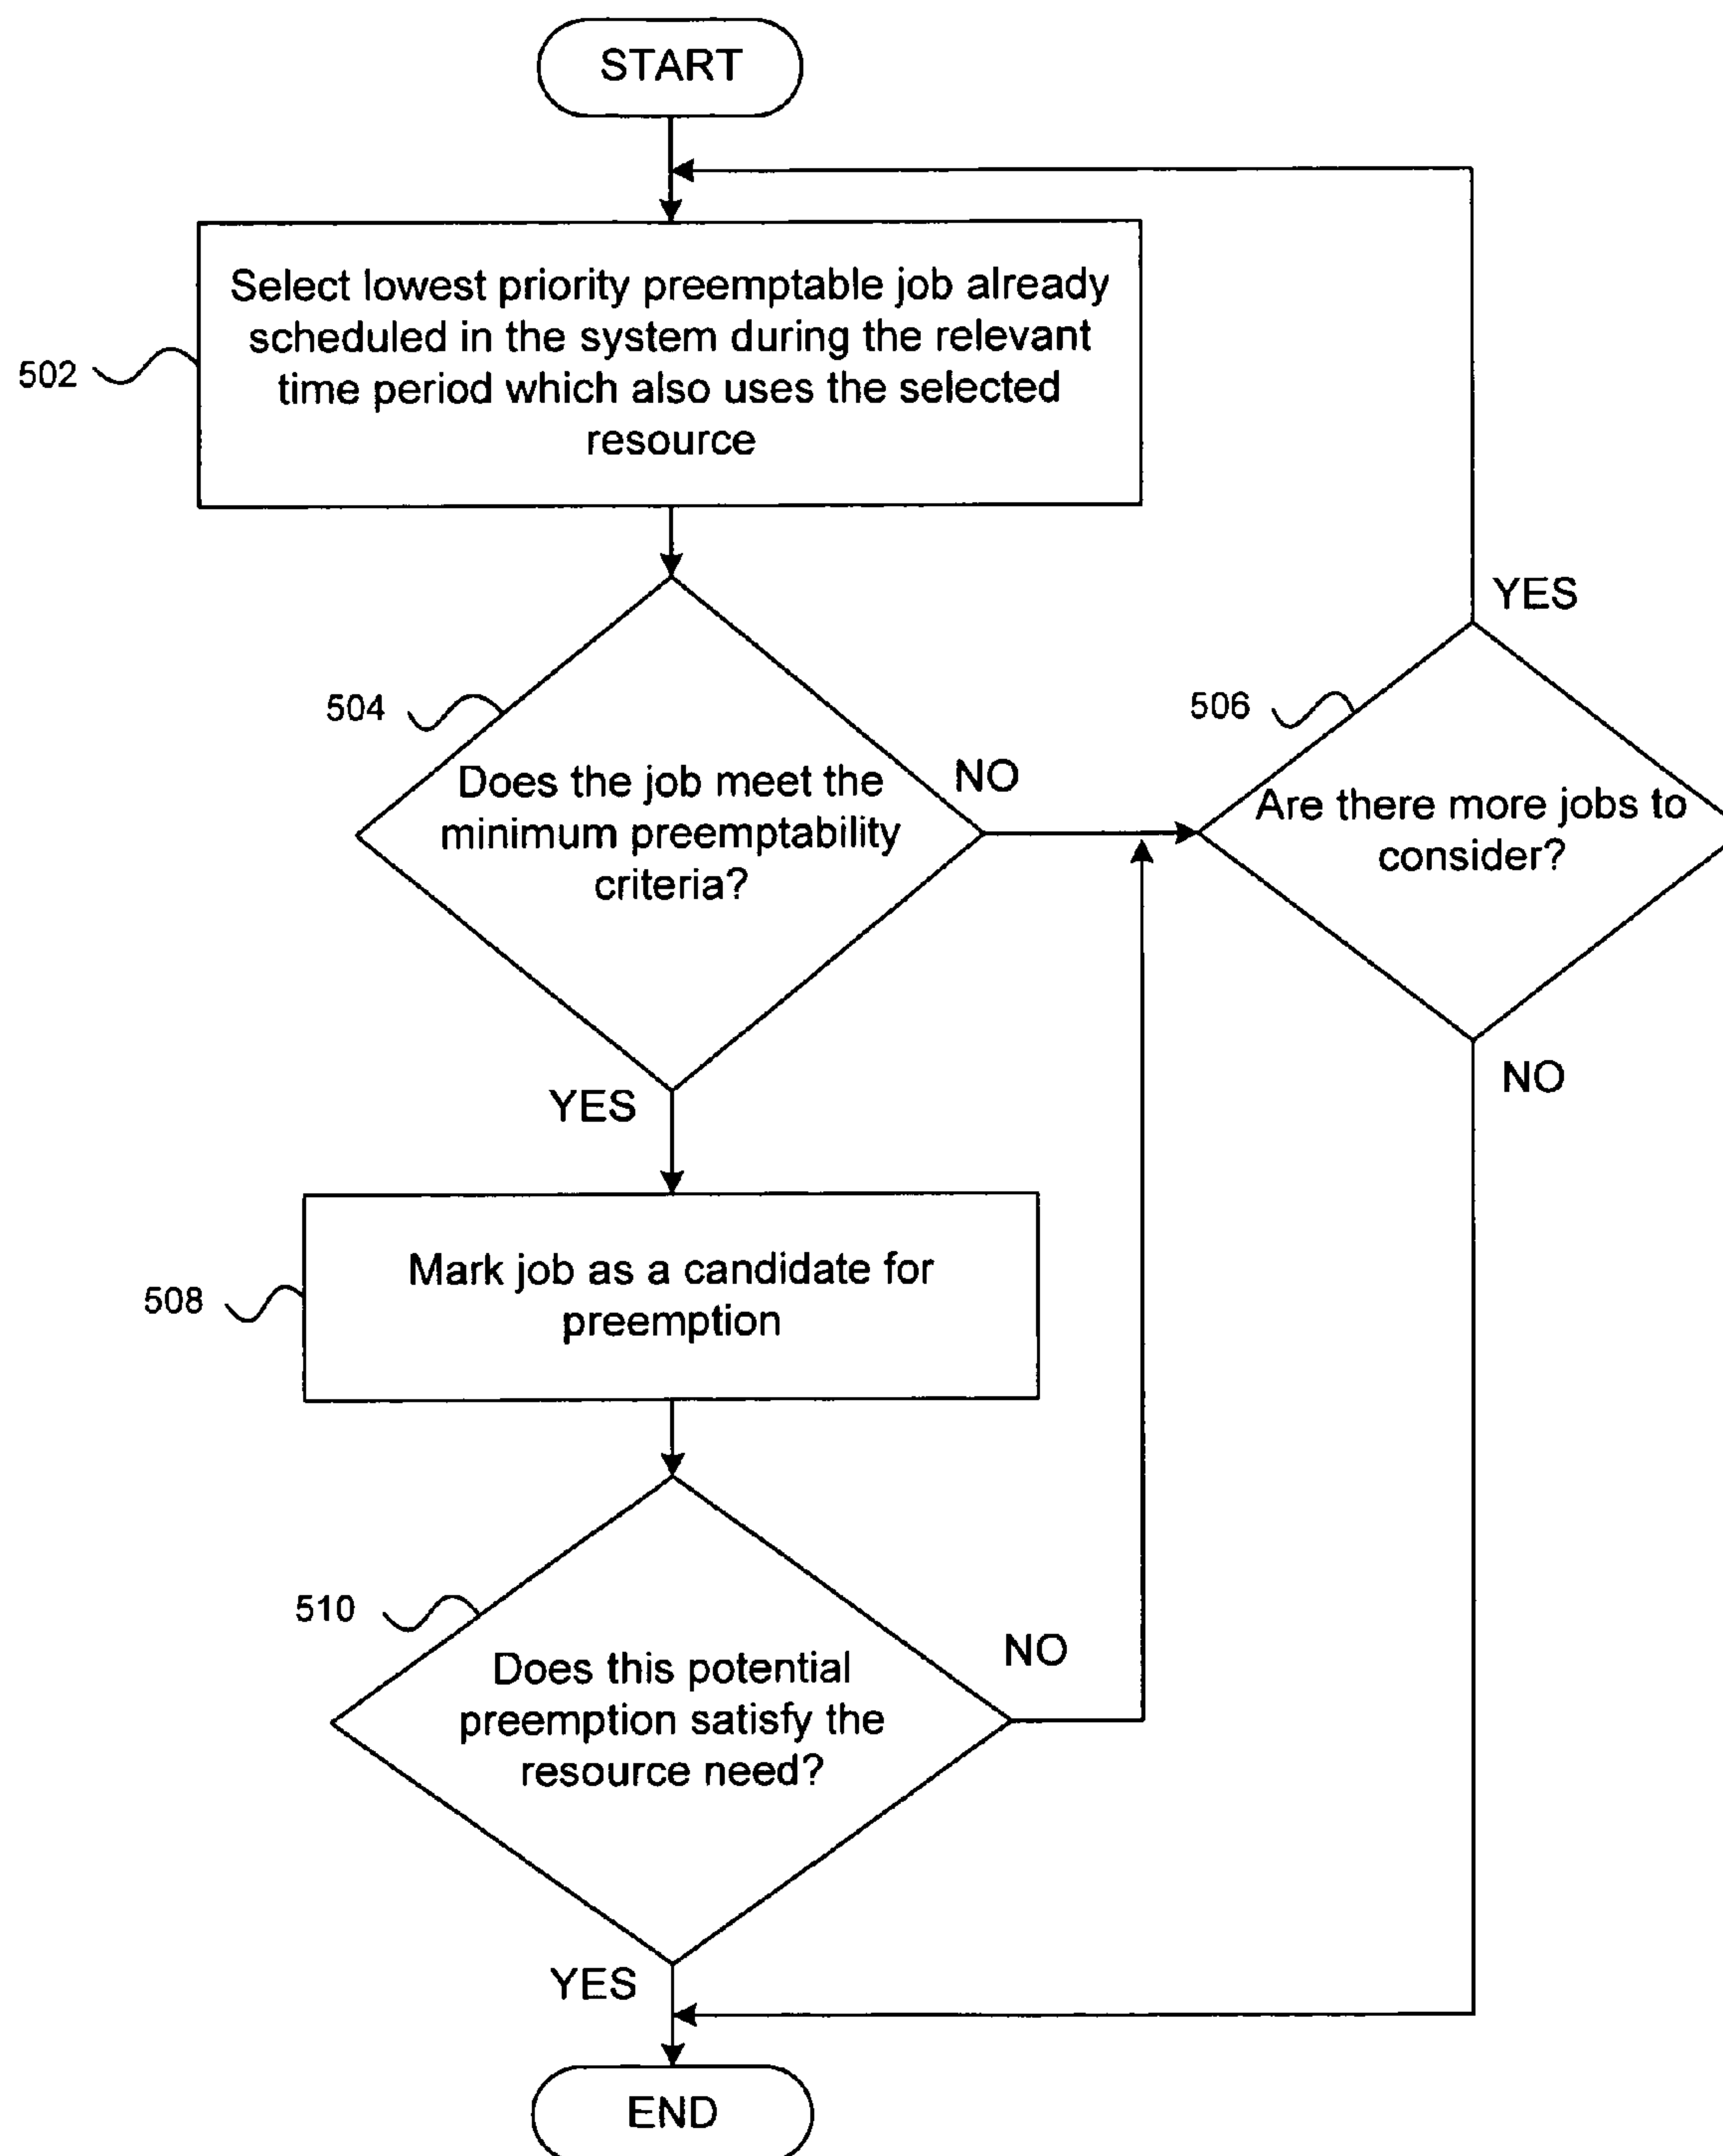 START
502
Select lowest priority preemptable job already
scheduled in the system during the relevant
time period which also uses the selected
resource
YES
504
506
NO
Does the job meet the
minimum preemptability
criteria?
Are there more jobs to
consider?
YES
NO
508
Mark job as a candidate for
preemption
510
NO
Does this potential
preemption satisfy the
resource need?
YES
END